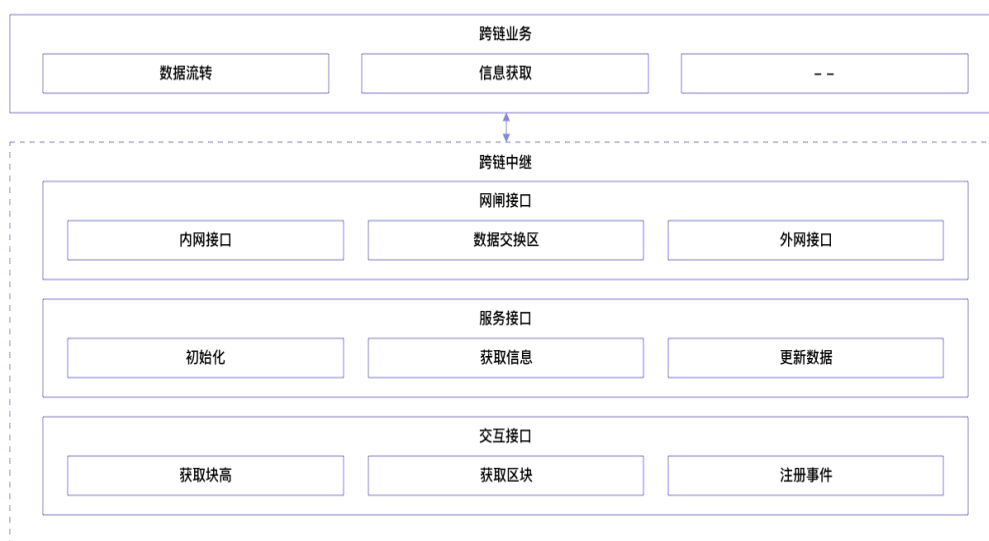 跨链业务
数据流转
信息获取
– –
跨链中继
网闸接口
内网接口
数据交换区
外网接口
服务接口
初始化
获取信息
更新数据
交互接口
获取块高
获取区块
注册事件